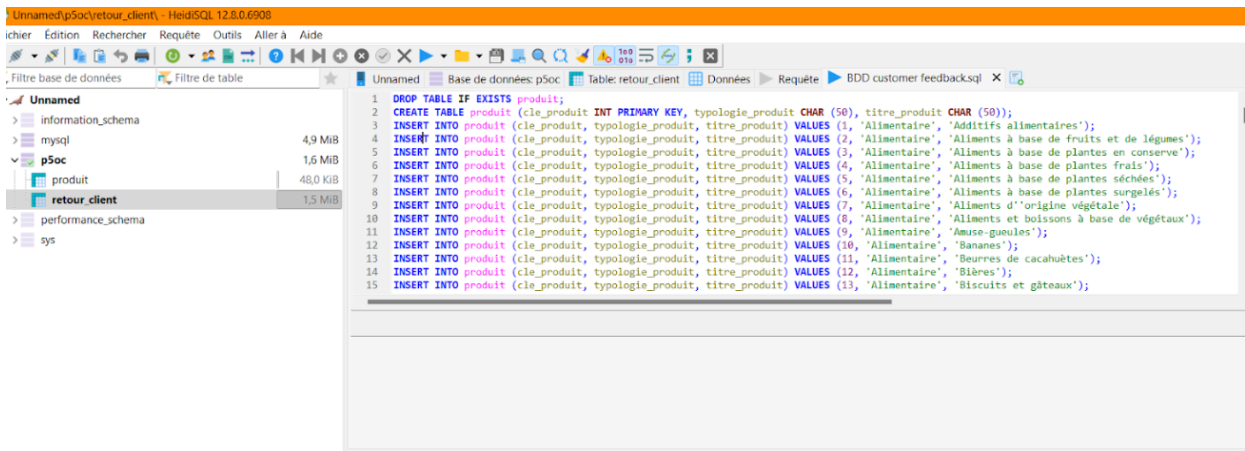 Unnamed\p5oc\retour_client\ - HeidiSQL 12.8.0.6908
ichier Édition Rechercher Requête Outils Aller à Aide
Filtre base de données Filtre de table
Unnamed Base de données: p5oc Table: retour_client Données Requête BDD customer feedback.sql
Unnamed
information_schema
mysql 4,9 MiB
p5oc 1,6 MiB
produit 48,0 KiB
retour_client 1,5 MiB
performance_schema
sys
1 DROP TABLE IF EXISTS produit;
2 CREATE TABLE produit (cle_produit INT PRIMARY KEY, typologie_produit CHAR (50), titre_produit CHAR (50));
3 INSERT INTO produit (cle_produit, typologie_produit, titre_produit) VALUES (1, 'Alimentaire', 'Additifs alimentaires');
4 INSERT INTO produit (cle_produit, typologie_produit, titre_produit) VALUES (2, 'Alimentaire', 'Aliments à base de fruits et de légumes');
5 INSERT INTO produit (cle_produit, typologie_produit, titre_produit) VALUES (3, 'Alimentaire', 'Aliments à base de plantes en conserve');
6 INSERT INTO produit (cle_produit, typologie_produit, titre_produit) VALUES (4, 'Alimentaire', 'Aliments à base de plantes frais');
7 INSERT INTO produit (cle_produit, typologie_produit, titre_produit) VALUES (5, 'Alimentaire', 'Aliments à base de plantes séchées');
8 INSERT INTO produit (cle_produit, typologie_produit, titre_produit) VALUES (6, 'Alimentaire', 'Aliments à base de plantes surgelés');
9 INSERT INTO produit (cle_produit, typologie_produit, titre_produit) VALUES (7, 'Alimentaire', 'Aliments d''origine végétale');
10 INSERT INTO produit (cle_produit, typologie_produit, titre_produit) VALUES (8, 'Alimentaire', 'Aliments et boissons à base de végétaux');
11 INSERT INTO produit (cle_produit, typologie_produit, titre_produit) VALUES (9, 'Alimentaire', 'Amuse-gueules');
12 INSERT INTO produit (cle_produit, typologie_produit, titre_produit) VALUES (10, 'Alimentaire', 'Bananes');
13 INSERT INTO produit (cle_produit, typologie_produit, titre_produit) VALUES (11, 'Alimentaire', 'Beurres de cacahuètes');
14 INSERT INTO produit (cle_produit, typologie_produit, titre_produit) VALUES (12, 'Alimentaire', 'Bières');
15 INSERT INTO produit (cle_produit, typologie_produit, titre_produit) VALUES (13, 'Alimentaire', 'Biscuits et gâteaux');